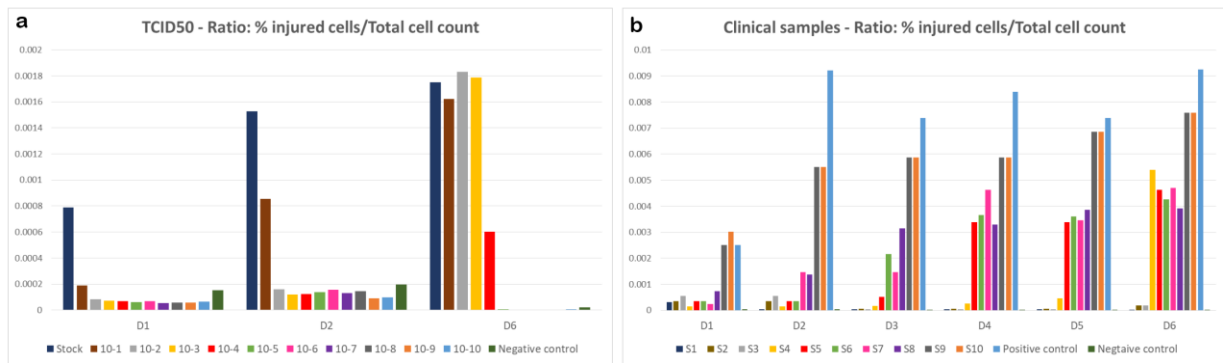 a
TCID50 - Ratio: % injured cells/Total cell count
0.002
0.0018
0.0016
0.0014
0.0012
0.001
0.0008
0.0006
0.0004
0.0002
0
D1 D2 D6
Stock 10-1 10-2 10-3 10-4 10-5 10-6 10-7 10-8 10-9 10-10 Negative control
b
Clinical samples - Ratio: % injured cells/Total cell count
0.01
0.009
0.008
0.007
0.006
0.005
0.004
0.003
0.002
0.001
0
D1 D2 D3 D4 D5 D6
S1 S2 S3 S4 S5 S6 S7 S8 S9 S10 Positive control Negtaive control